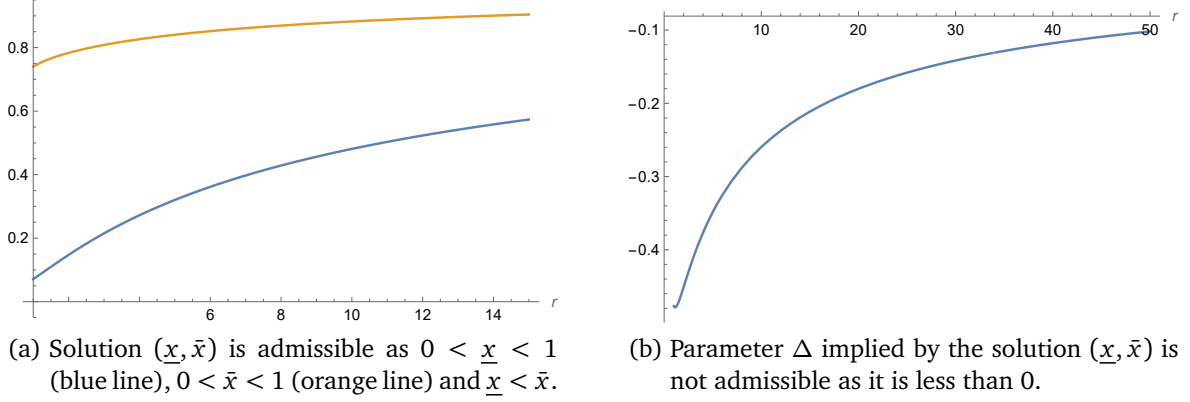 0.8
0.6
0.4
0.2
6 8 10 12 14
r
r
10 20 30 40 50
−0.1
−0.2
−0.3
−0.4
(a) Solution (x̲, x̄) is admissible as 0 < x̲ < 1
(blue line), 0 < x̄ < 1 (orange line) and x̲ < x̄.
(b) Parameter Δ implied by the solution (x̲, x̄) is
not admissible as it is less than 0.